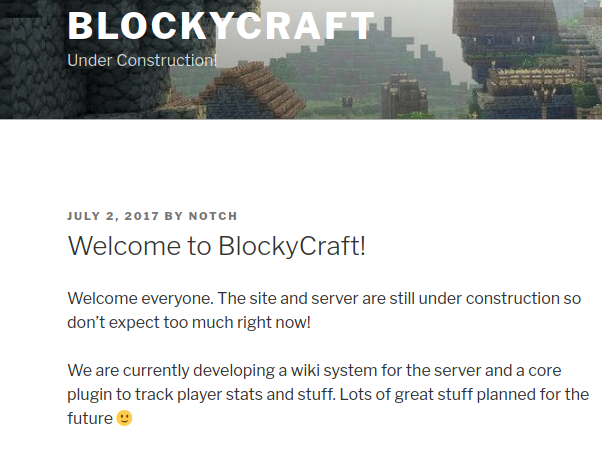 BLOCKYCRAFT
Under Construction!
JULY 2, 2017 BY NOTCH
Welcome to BlockyCraft!
Welcome everyone. The site and server are still under construction so
don’t expect too much right now!
We are currently developing a wiki system for the server and a core
plugin to track player stats and stuff. Lots of great stuff planned for the
future 🙂